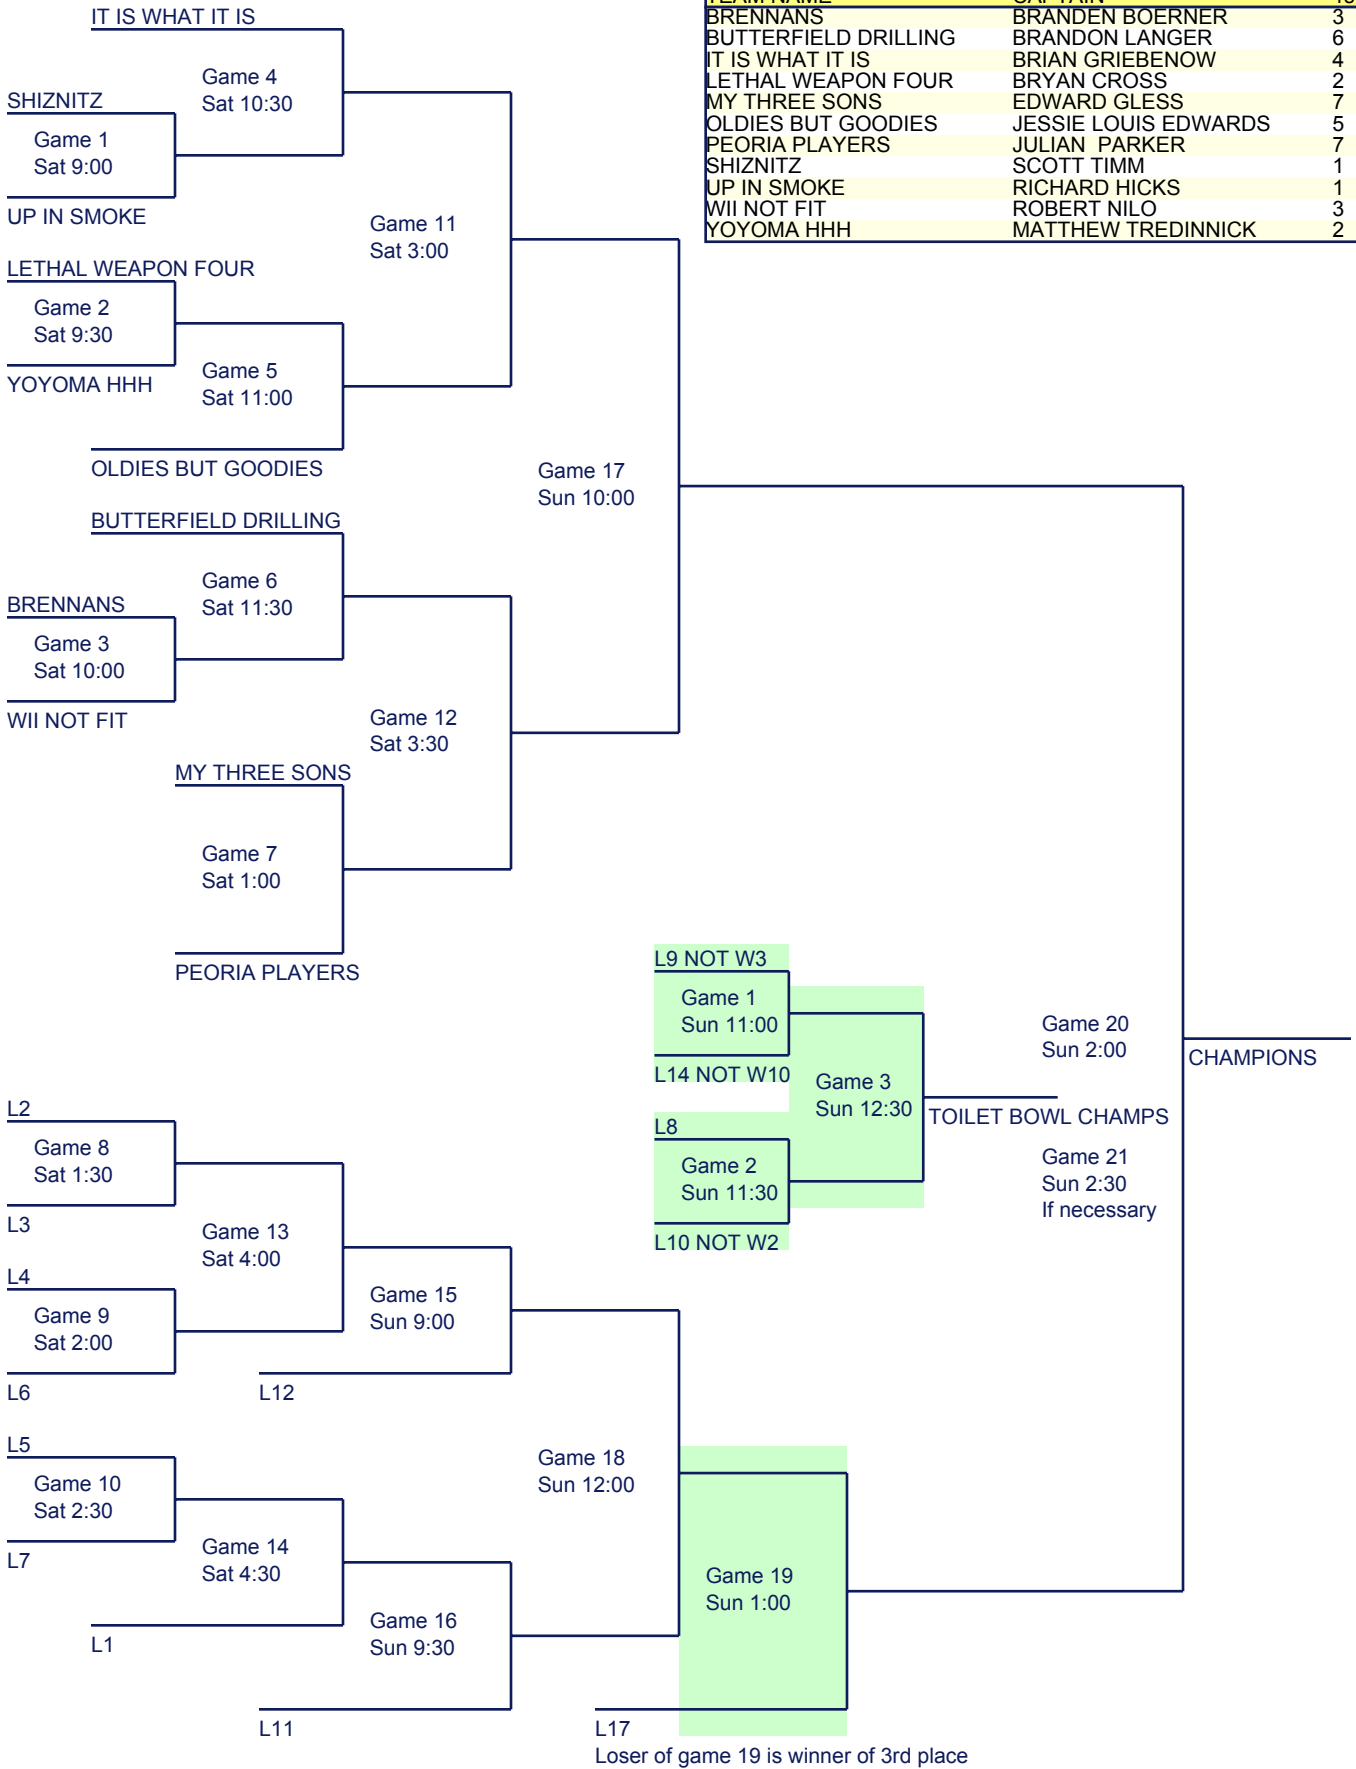 IT IS WHAT IT IS
Game 4
Sat 10:30
SHIZNITZ
Game 1
Sat 9:00
UP IN SMOKE
Game 11
Sat 3:00
LETHAL WEAPON FOUR
Game 2
Sat 9:30
YOYOMA HHH
Game 5
Sat 11:00
OLDIES BUT GOODIES
Game 17
Sun 10:00
BUTTERFIELD DRILLING
Game 6
Sat 11:30
BRENNANS
Game 3
Sat 10:00
WII NOT FIT
Game 12
Sat 3:30
MY THREE SONS
Game 7
Sat 1:00
PEORIA PLAYERS
TEAM NAME CAPTAIN
BRENNANS BRANDEN BOERNER 3
BUTTERFIELD DRILLING BRANDON LANGER 6
IT IS WHAT IT IS BRIAN GRIEBENOW 4
LETHAL WEAPON FOUR BRYAN CROSS 2
MY THREE SONS EDWARD GLESS 7
OLDIES BUT GOODIES JESSIE LOUIS EDWARDS 5
PEORIA PLAYERS JULIAN PARKER 7
SHIZNITZ SCOTT TIMM 1
UP IN SMOKE RICHARD HICKS 1
WII NOT FIT ROBERT NILO 3
YOYOMA HHH MATTHEW TREDINNICK 2
L9 NOT W3
Game 1
Sun 11:00
L14 NOT W10
Game 3
Sun 12:30
L8
Game 2
Sun 11:30
L10 NOT W2
TOILET BOWL CHAMPS
Game 20
Sun 2:00
CHAMPIONS
Game 21
Sun 2:30
If necessary
L2
Game 8
Sat 1:30
L3
Game 13
Sat 4:00
L4
Game 9
Sat 2:00
L6
Game 15
Sun 9:00
L12
L5
Game 10
Sat 2:30
L7
Game 14
Sat 4:30
L1
Game 16
Sun 9:30
L11
Game 18
Sun 12:00
Game 19
Sun 1:00
L17
Loser of game 19 is winner of 3rd place